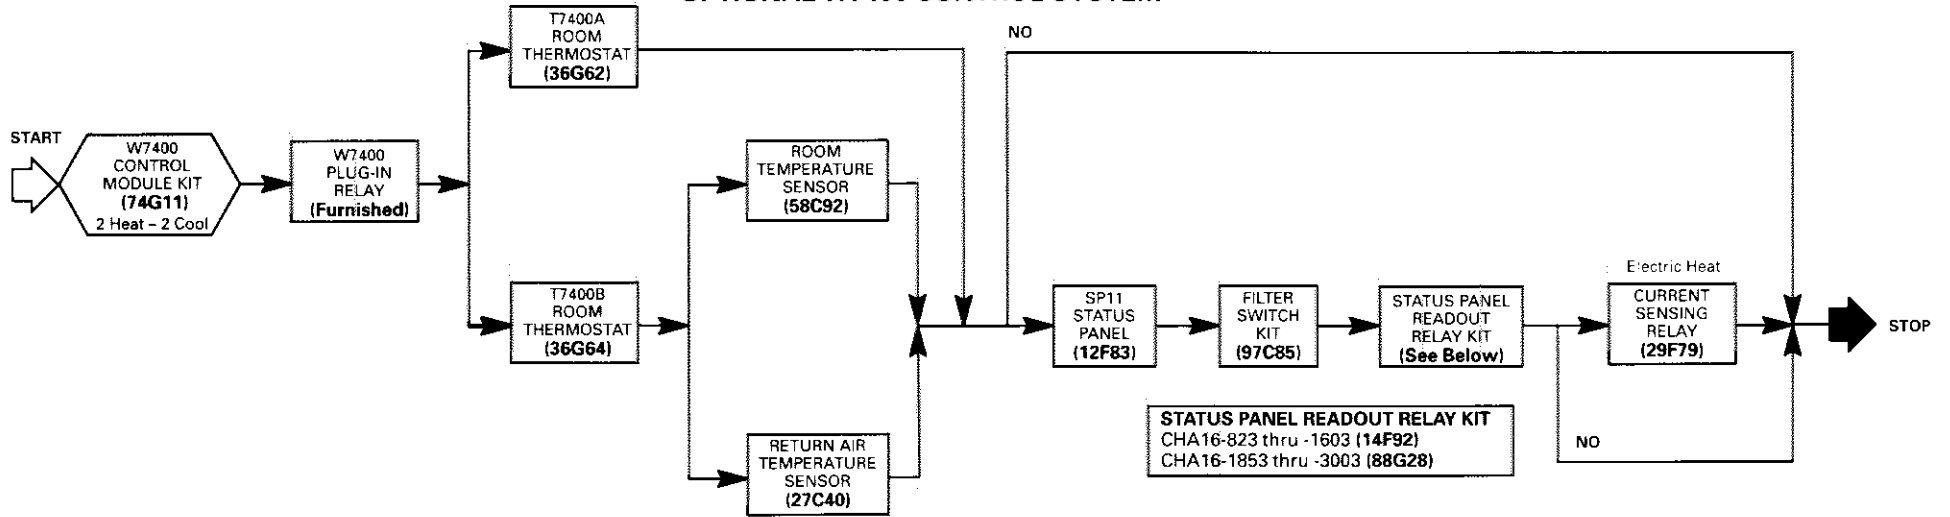 T7400A
ROOM
THERMOSTAT
(36G62)
NO
START
W7400
CONTROL
MODULE KIT
(74G11)
2 Heat – 2 Cool
W7400
PLUG-IN
RELAY
(Furnished)
ROOM
TEMPERATURE
SENSOR
(58C92)
T7400B
ROOM
THERMOSTAT
(36G64)
SP11
STATUS
PANEL
(12F83)
FILTER
SWITCH
KIT
(97C85)
STATUS PANEL
READOUT
RELAY KIT
(See Below)
Electric Heat
CURRENT
SENSING
RELAY
(29F79)
STOP
RETURN AIR
TEMPERATURE
SENSOR
(27C40)
STATUS PANEL READOUT RELAY KIT
CHA16-823 thru -1603 (14F92)
CHA16-1853 thru -3003 (88G28)
NO